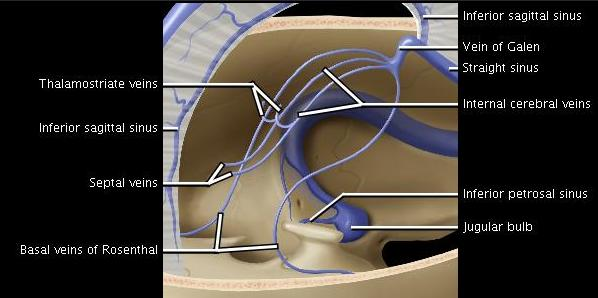 Inferior sagittal sinus
Vein of Galen
Straight sinus
Thalamostriate veins
Internal cerebral veins
Inferior sagittal sinus
Septal veins
Inferior petrosal sinus
Jugular bulb
Basal veins of Rosenthal